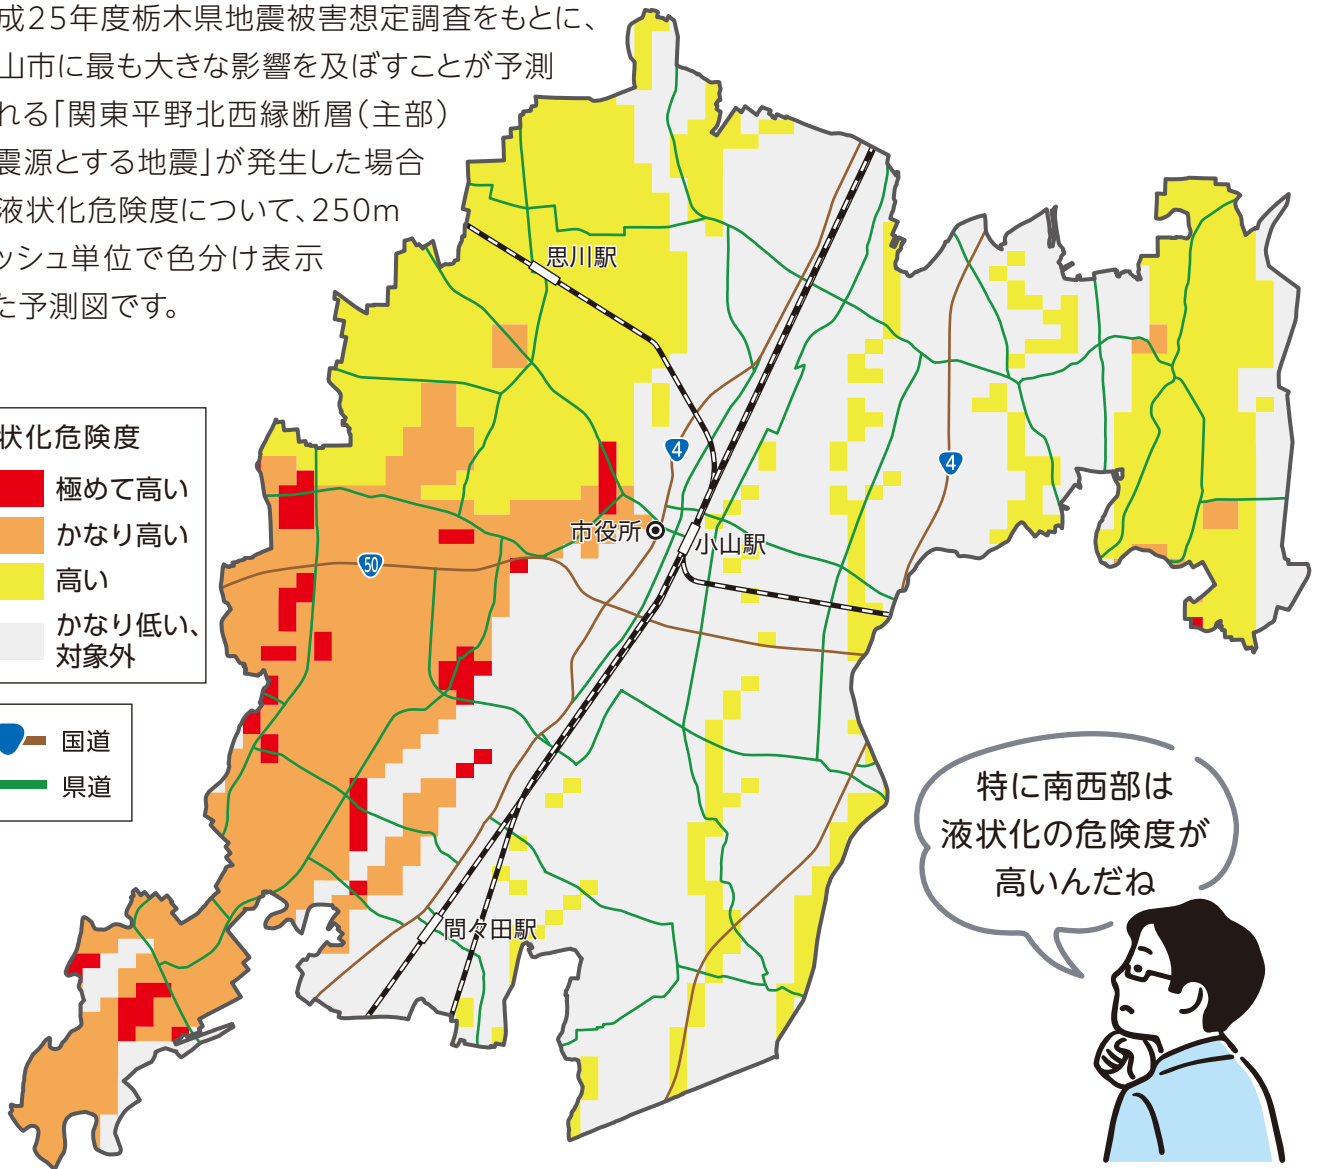 成25年度栃木県地震被害想定調査をもとに、
山市に最も大きな影響を及ぼすことが予測
れる「関東平野北西縁断層（主部）
震源とする地震」が発生した場合
液状化危険度について、250m
ッシュ単位で色分け表示
た予測図です。
思川駅
状化危険度
極めて高い
かなり高い
高い
かなり低い、
対象外
国道
県道
4
4
50
市役所
小山駅
間々田駅
特に南西部は
液状化の危険度が
高いんだね